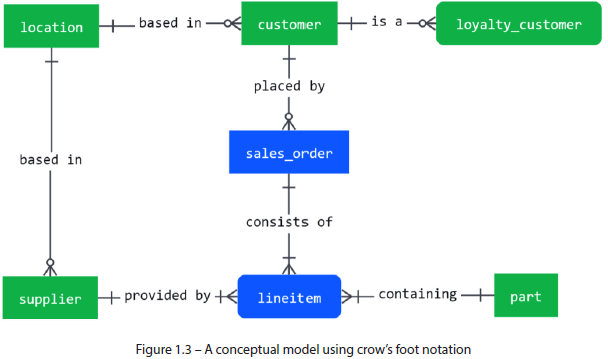 location
based in
customer
is a
loyalty_customer
placed by
based in
sales_order
consists of
supplier
provided by
lineitem
containing
part
Figure 1.3 – A conceptual model using crow’s foot notation